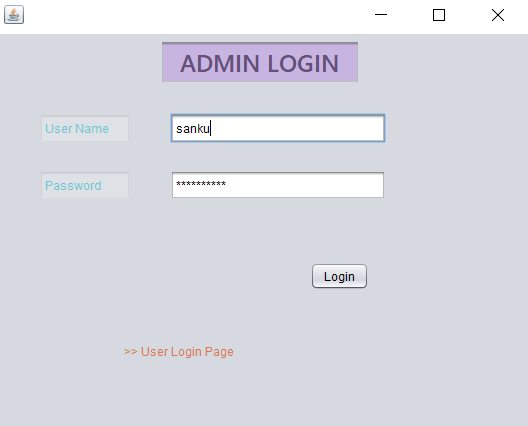 ADMIN LOGIN
User Name
sanku
Password
**********
Login
>> User Login Page